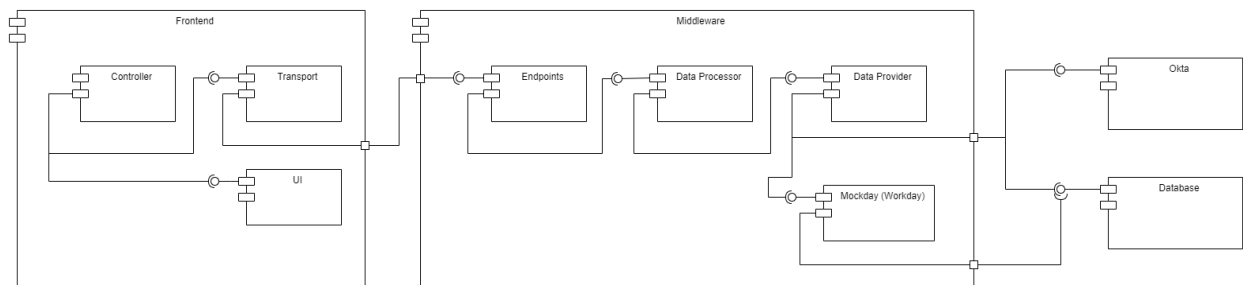 Frontend
Middleware
Controller
Transport
Endpoints
Data Processor
Data Provider
Okta
UI
Mockday (Workday)
Database